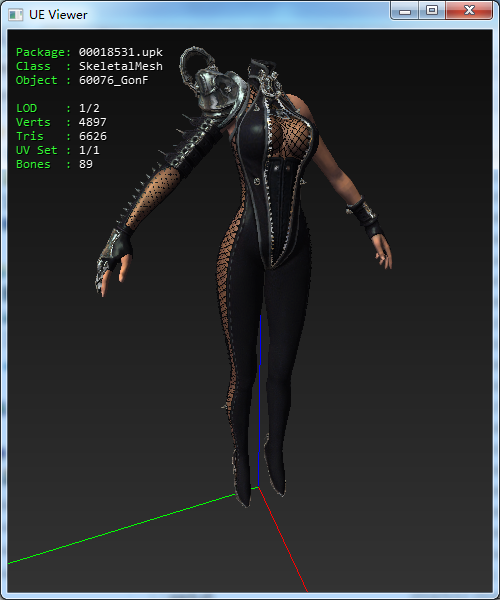 UE Viewer
Package: 00018531.upk
Class : SkeletalMesh
Object : 60076_GonF
LOD : 1/2
Verts : 4897
Tris : 6626
UV Set : 1/1
Bones : 89